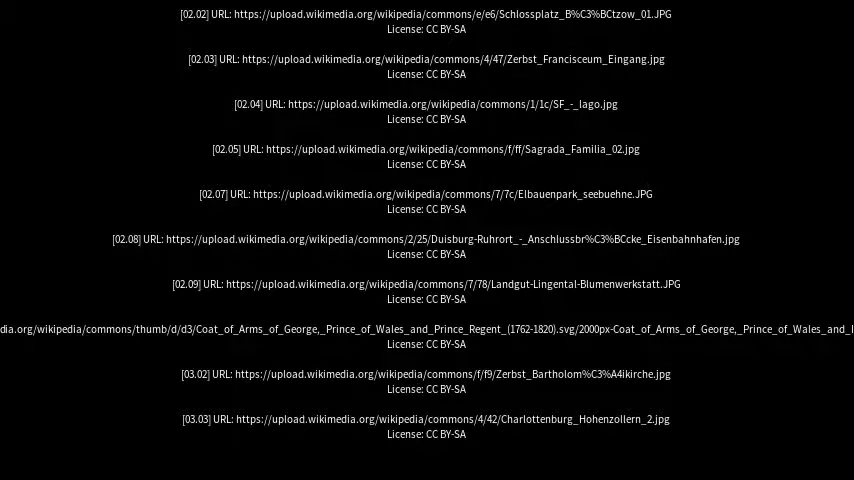 [02.02] URL: https://upload.wikimedia.org/wikipedia/commons/e/e6/Schlossplatz_B%C3%BCtzow_01.JPG
License: CC BY-SA
[02.03] URL: https://upload.wikimedia.org/wikipedia/commons/4/47/Zerbst_Francisceum_Eingang.jpg
License: CC BY-SA
[02.04] URL: https://upload.wikimedia.org/wikipedia/commons/1/1c/SF_-_lago.jpg
License: CC BY-SA
[02.05] URL: https://upload.wikimedia.org/wikipedia/commons/f/ff/Sagrada_Familia_02.jpg
License: CC BY-SA
[02.07] URL: https://upload.wikimedia.org/wikipedia/commons/7/7c/Elbauenpark_seebuehne.JPG
License: CC BY-SA
[02.08] URL: https://upload.wikimedia.org/wikipedia/commons/2/25/Duisburg-Ruhrort_-_Anschlussbr%C3%BCcke_Eisenbahnhafen.jpg
License: CC BY-SA
[02.09] URL: https://upload.wikimedia.org/wikipedia/commons/7/78/Landgut-Lingental-Blumenwerkstatt.JPG
License: CC BY-SA
dia.org/wikipedia/commons/thumb/d/d3/Coat_of_Arms_of_George,_Prince_of_Wales_and_Prince_Regent_(1762-1820).svg/2000px-Coat_of_Arms_of_George,_Prince_of_Wales_and_
License: CC BY-SA
[03.02] URL: https://upload.wikimedia.org/wikipedia/commons/f/f9/Zerbst_Bartholom%C3%A4ikirche.jpg
License: CC BY-SA
[03.03] URL: https://upload.wikimedia.org/wikipedia/commons/4/42/Charlottenburg_Hohenzollern_2.jpg
License: CC BY-SA